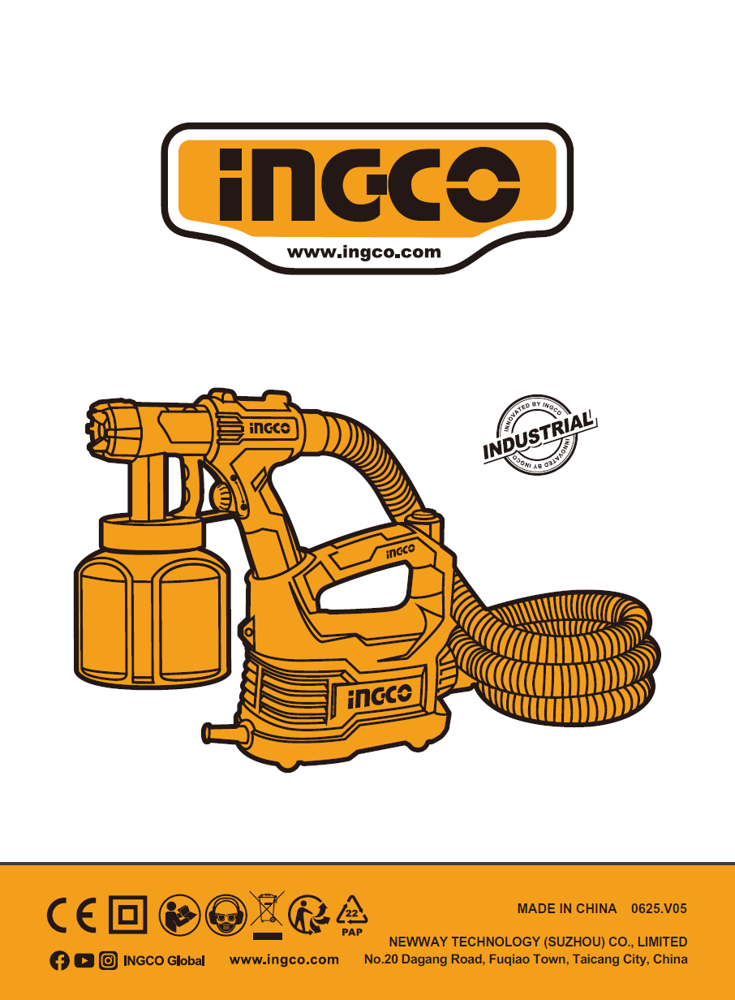 INGCO
www.ingco.com
INGCO
INNOVATED BY INGCO
INDUSTRIAL
INNOVATED BY INGCO
INGCO
INGCO
CE
22
PAP
MADE IN CHINA 0625.V05
NEWWAY TECHNOLOGY (SUZHOU) CO., LIMITED
INGCO Global
www.ingco.com
No.20 Dagang Road, Fuqiao Town, Taicang City, China